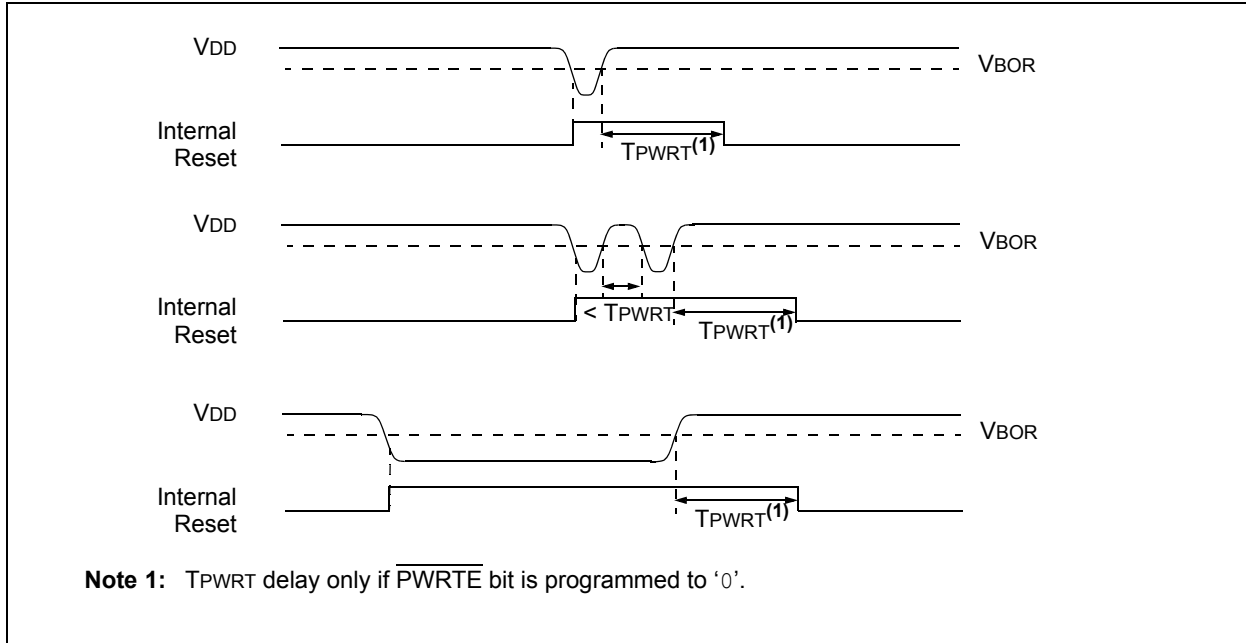 VDD
VBOR
Internal
Reset
TPWRT(1)
VDD
VBOR
Internal
Reset
< TPWRT
TPWRT(1)
VDD
VBOR
Internal
Reset
TPWRT(1)
Note 1: TPWRT delay only if PWRTE bit is programmed to ‘0’.